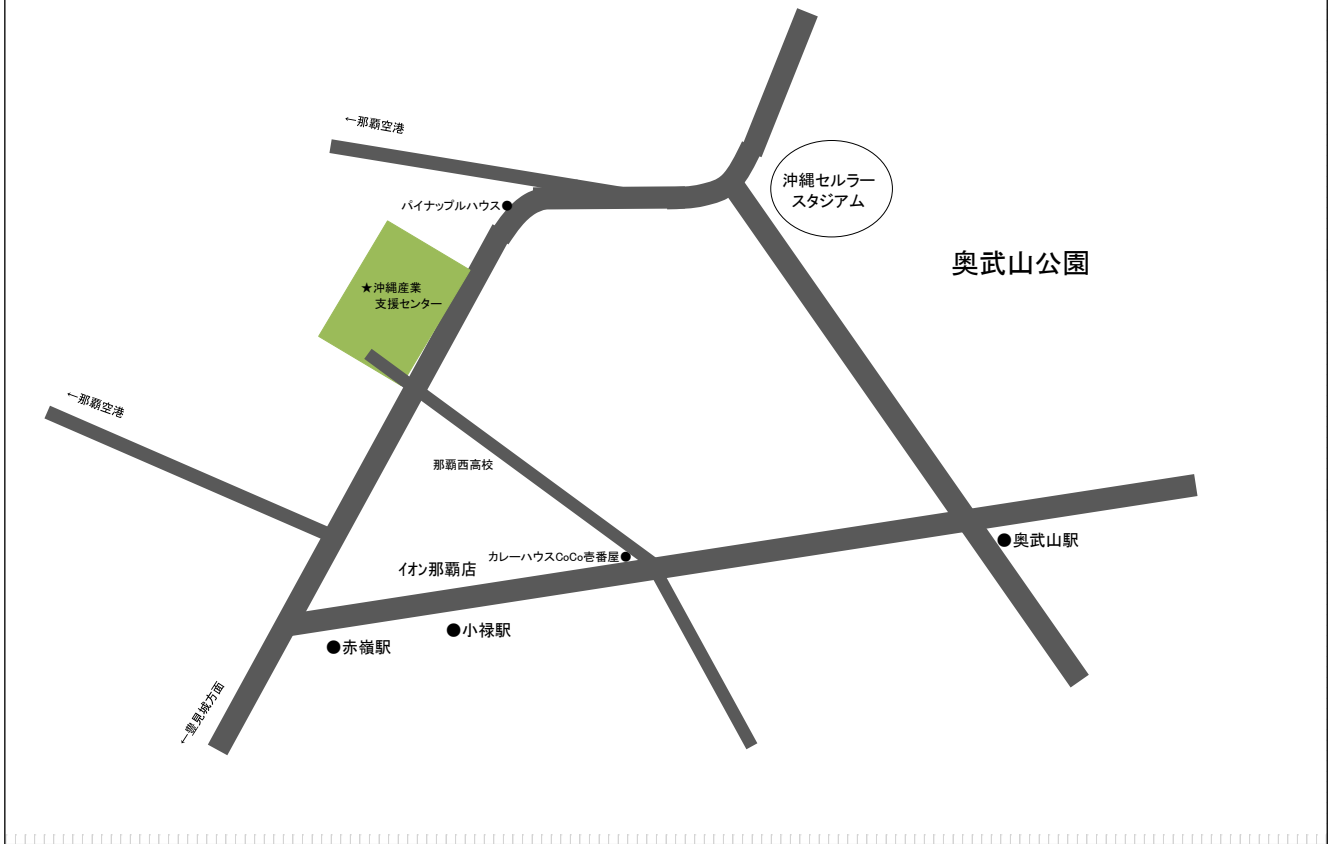 ←那覇空港
沖縄セルラー
スタジアム
パイナップルハウス
奥武山公園
★沖縄産業
支援センター
←那覇空港
那覇西高校
奥武山駅
カレーハウスCoCo壱番屋
イオン那覇店
小禄駅
赤嶺駅
←豊見城方面